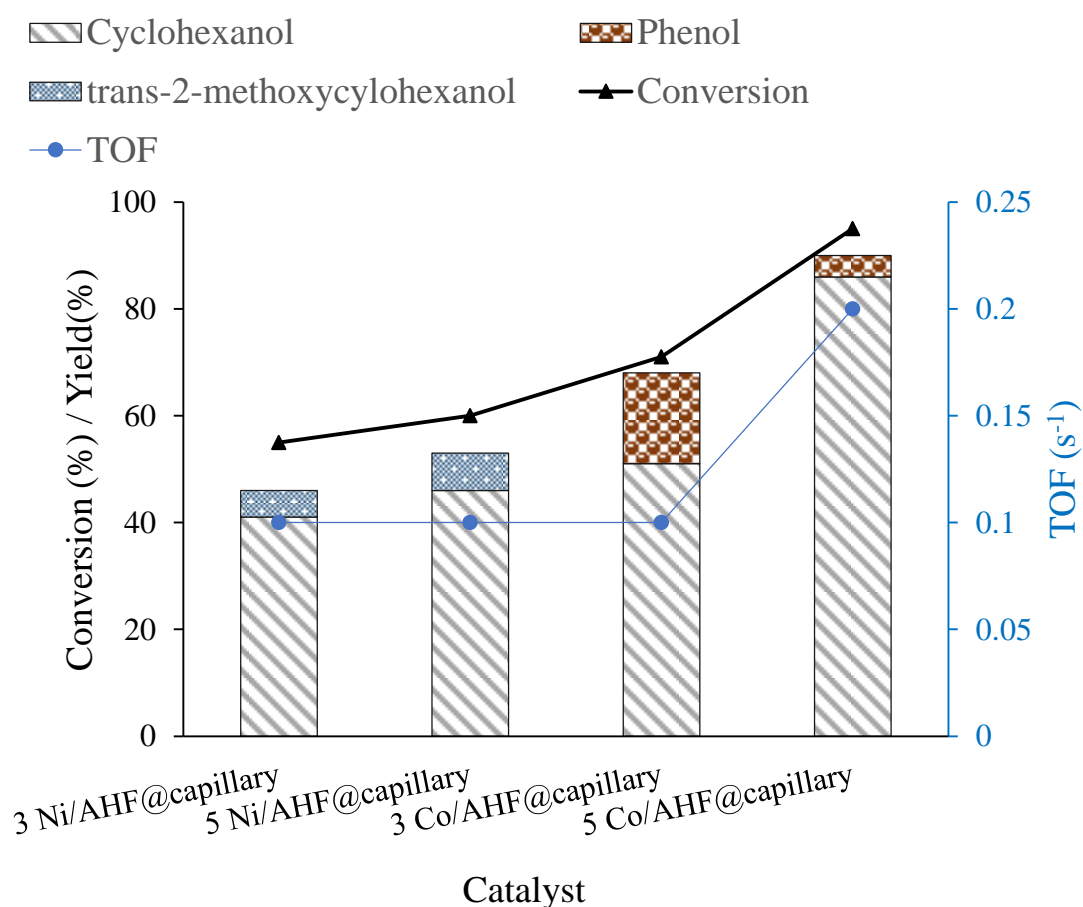 Cyclohexanol
Phenol
trans-2-methoxycylohexanol
Conversion
TOF
100
80
60
40
20
0
Conversion (%) / Yield(%)
0.25
0.2
0.15
0.1
0.05
0
TOF (s⁻¹)
3 Ni/AHF@capillary
5 Ni/AHF@capillary
3 Co/AHF@capillary
5 Co/AHF@capillary
Catalyst